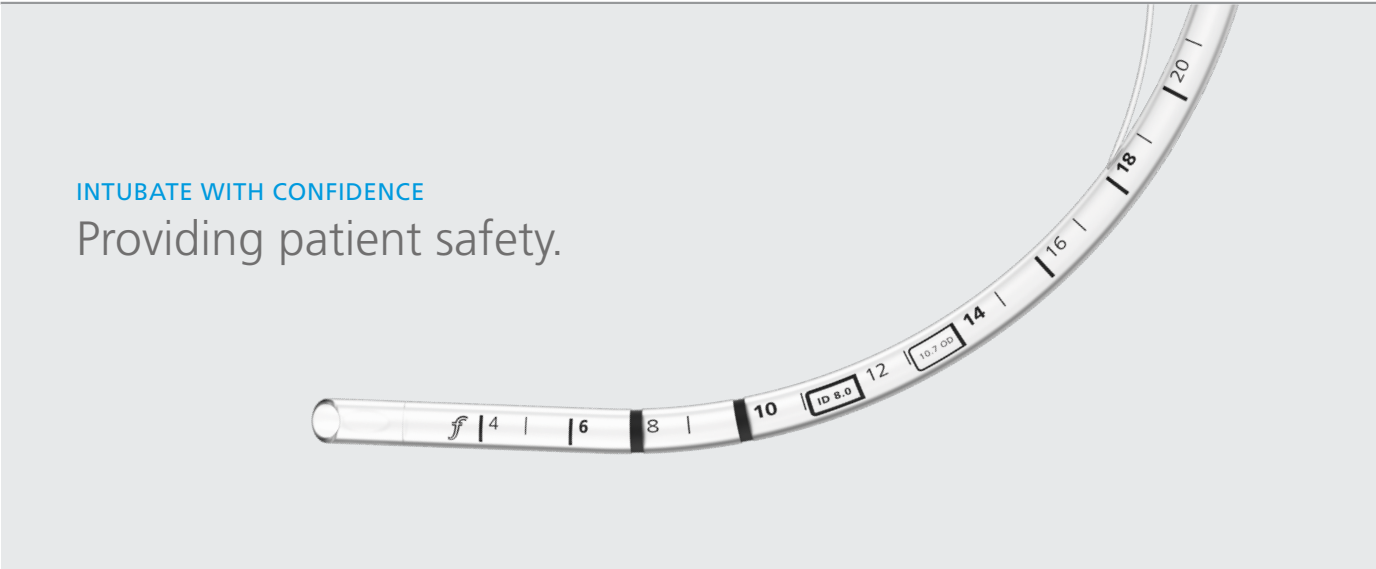 INTUBATE WITH CONFIDENCE
Providing patient safety.
4
6
8
10
ID 8.0
12
10.7 OD
14
16
18
20